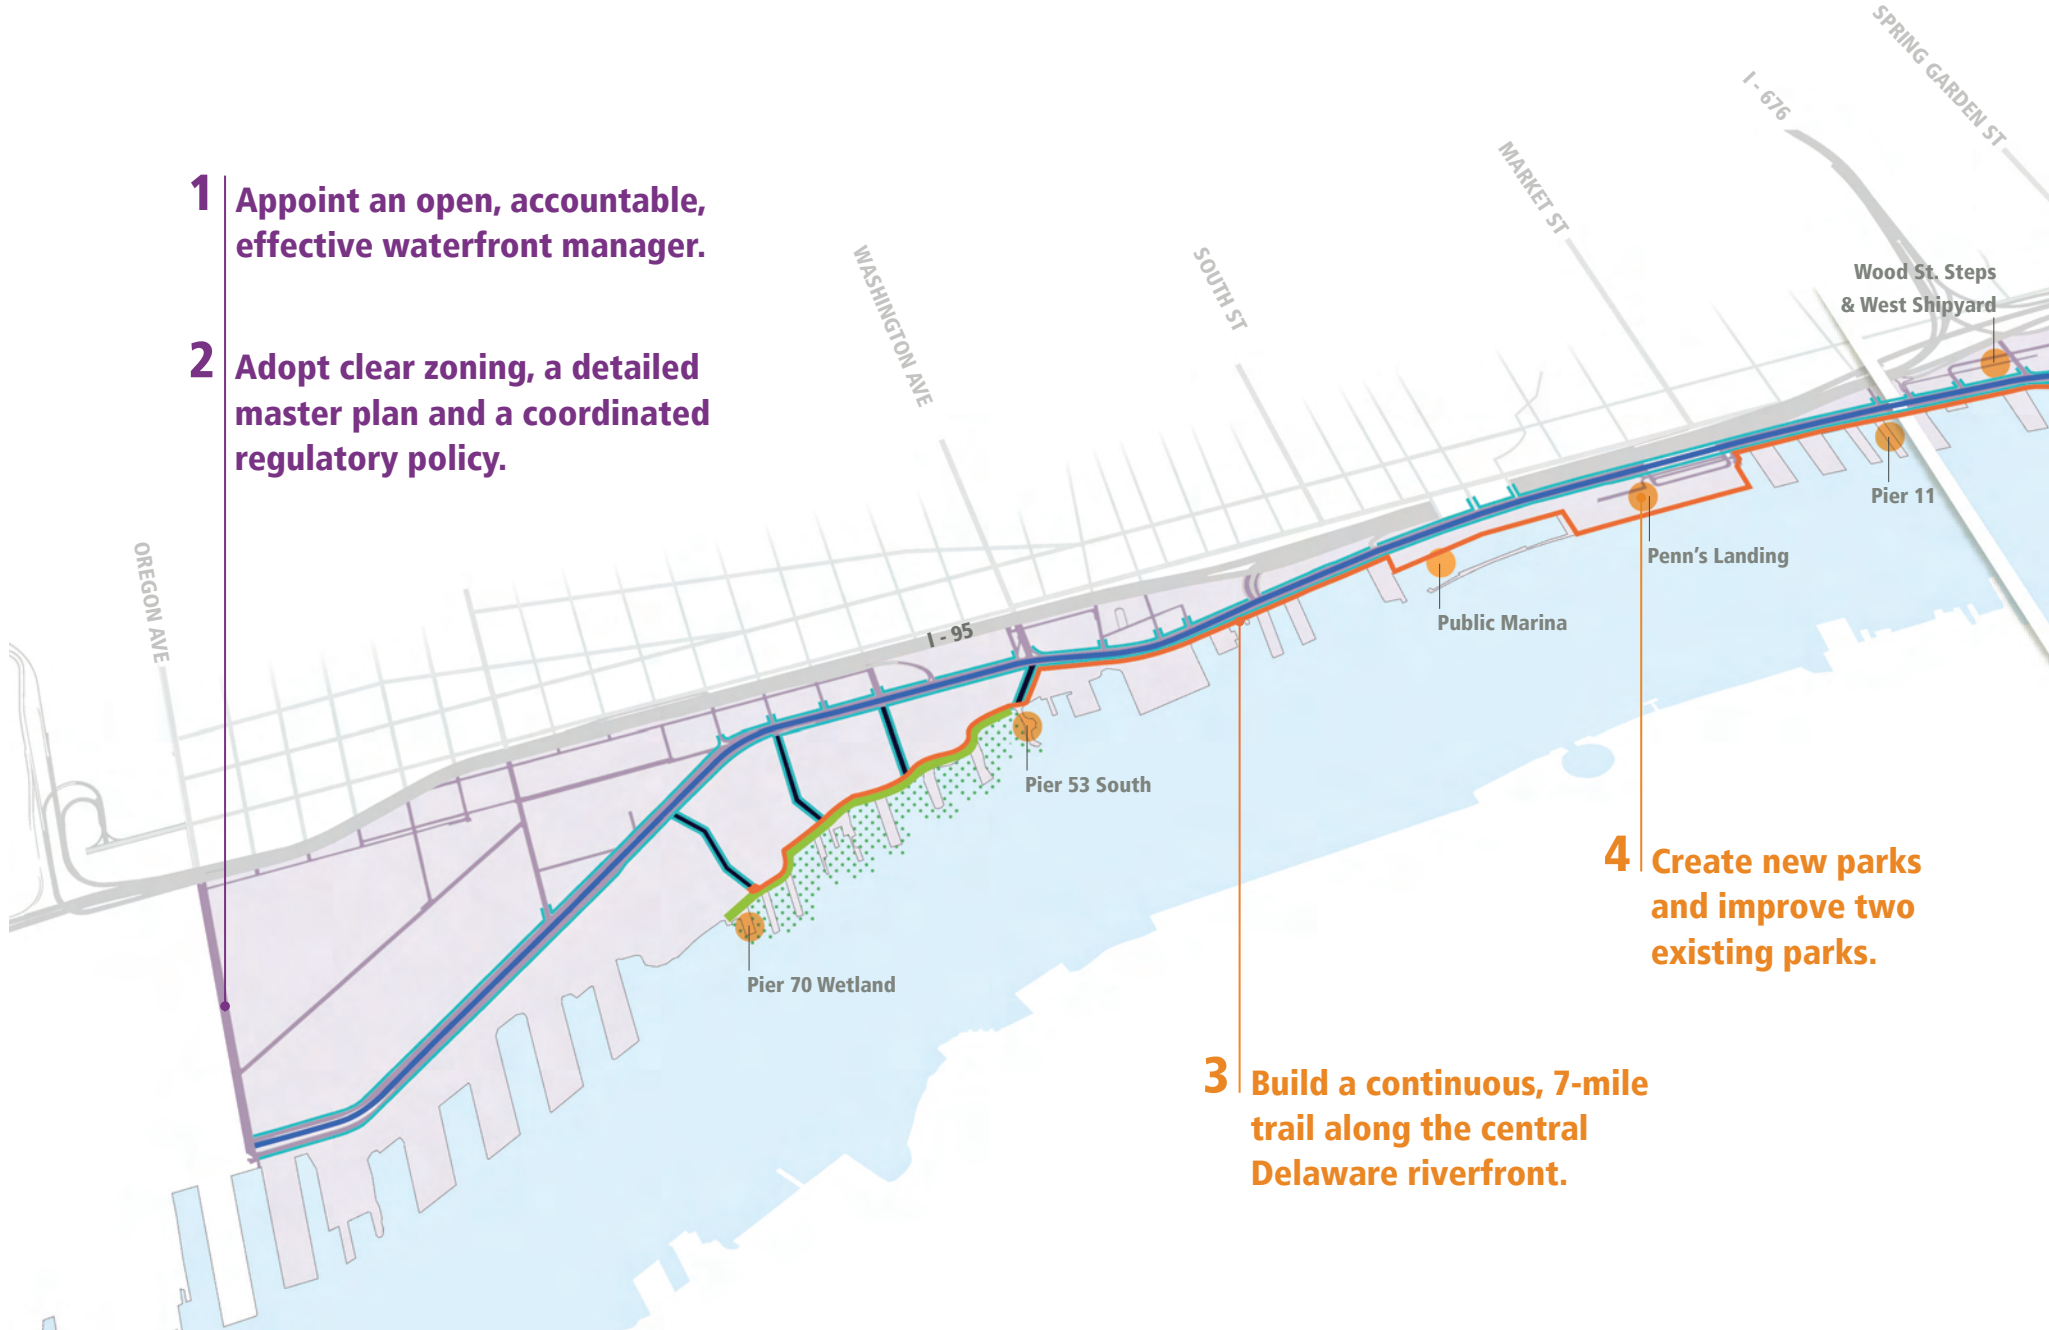 SPRING GARDEN ST
I - 676
MARKET ST
1
Appoint an open, accountable,
effective waterfront manager.
WASHINGTON AVE
SOUTH ST
Wood St. Steps
& West Shipyard
2
Adopt clear zoning, a detailed
master plan and a coordinated
regulatory policy.
Pier 11
OREGON AVE
Penn’s Landing
Public Marina
I - 95
Pier 53 South
4
Create new parks
and improve two
existing parks.
Pier 70 Wetland
3
Build a continuous, 7-mile
trail along the central
Delaware riverfront.